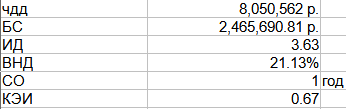 чдд 8,050,562 р.
БС 2,465,690.81 р.
ИД 3.63
ВНД 21.13%
СО 1 год
КЭИ 0.67